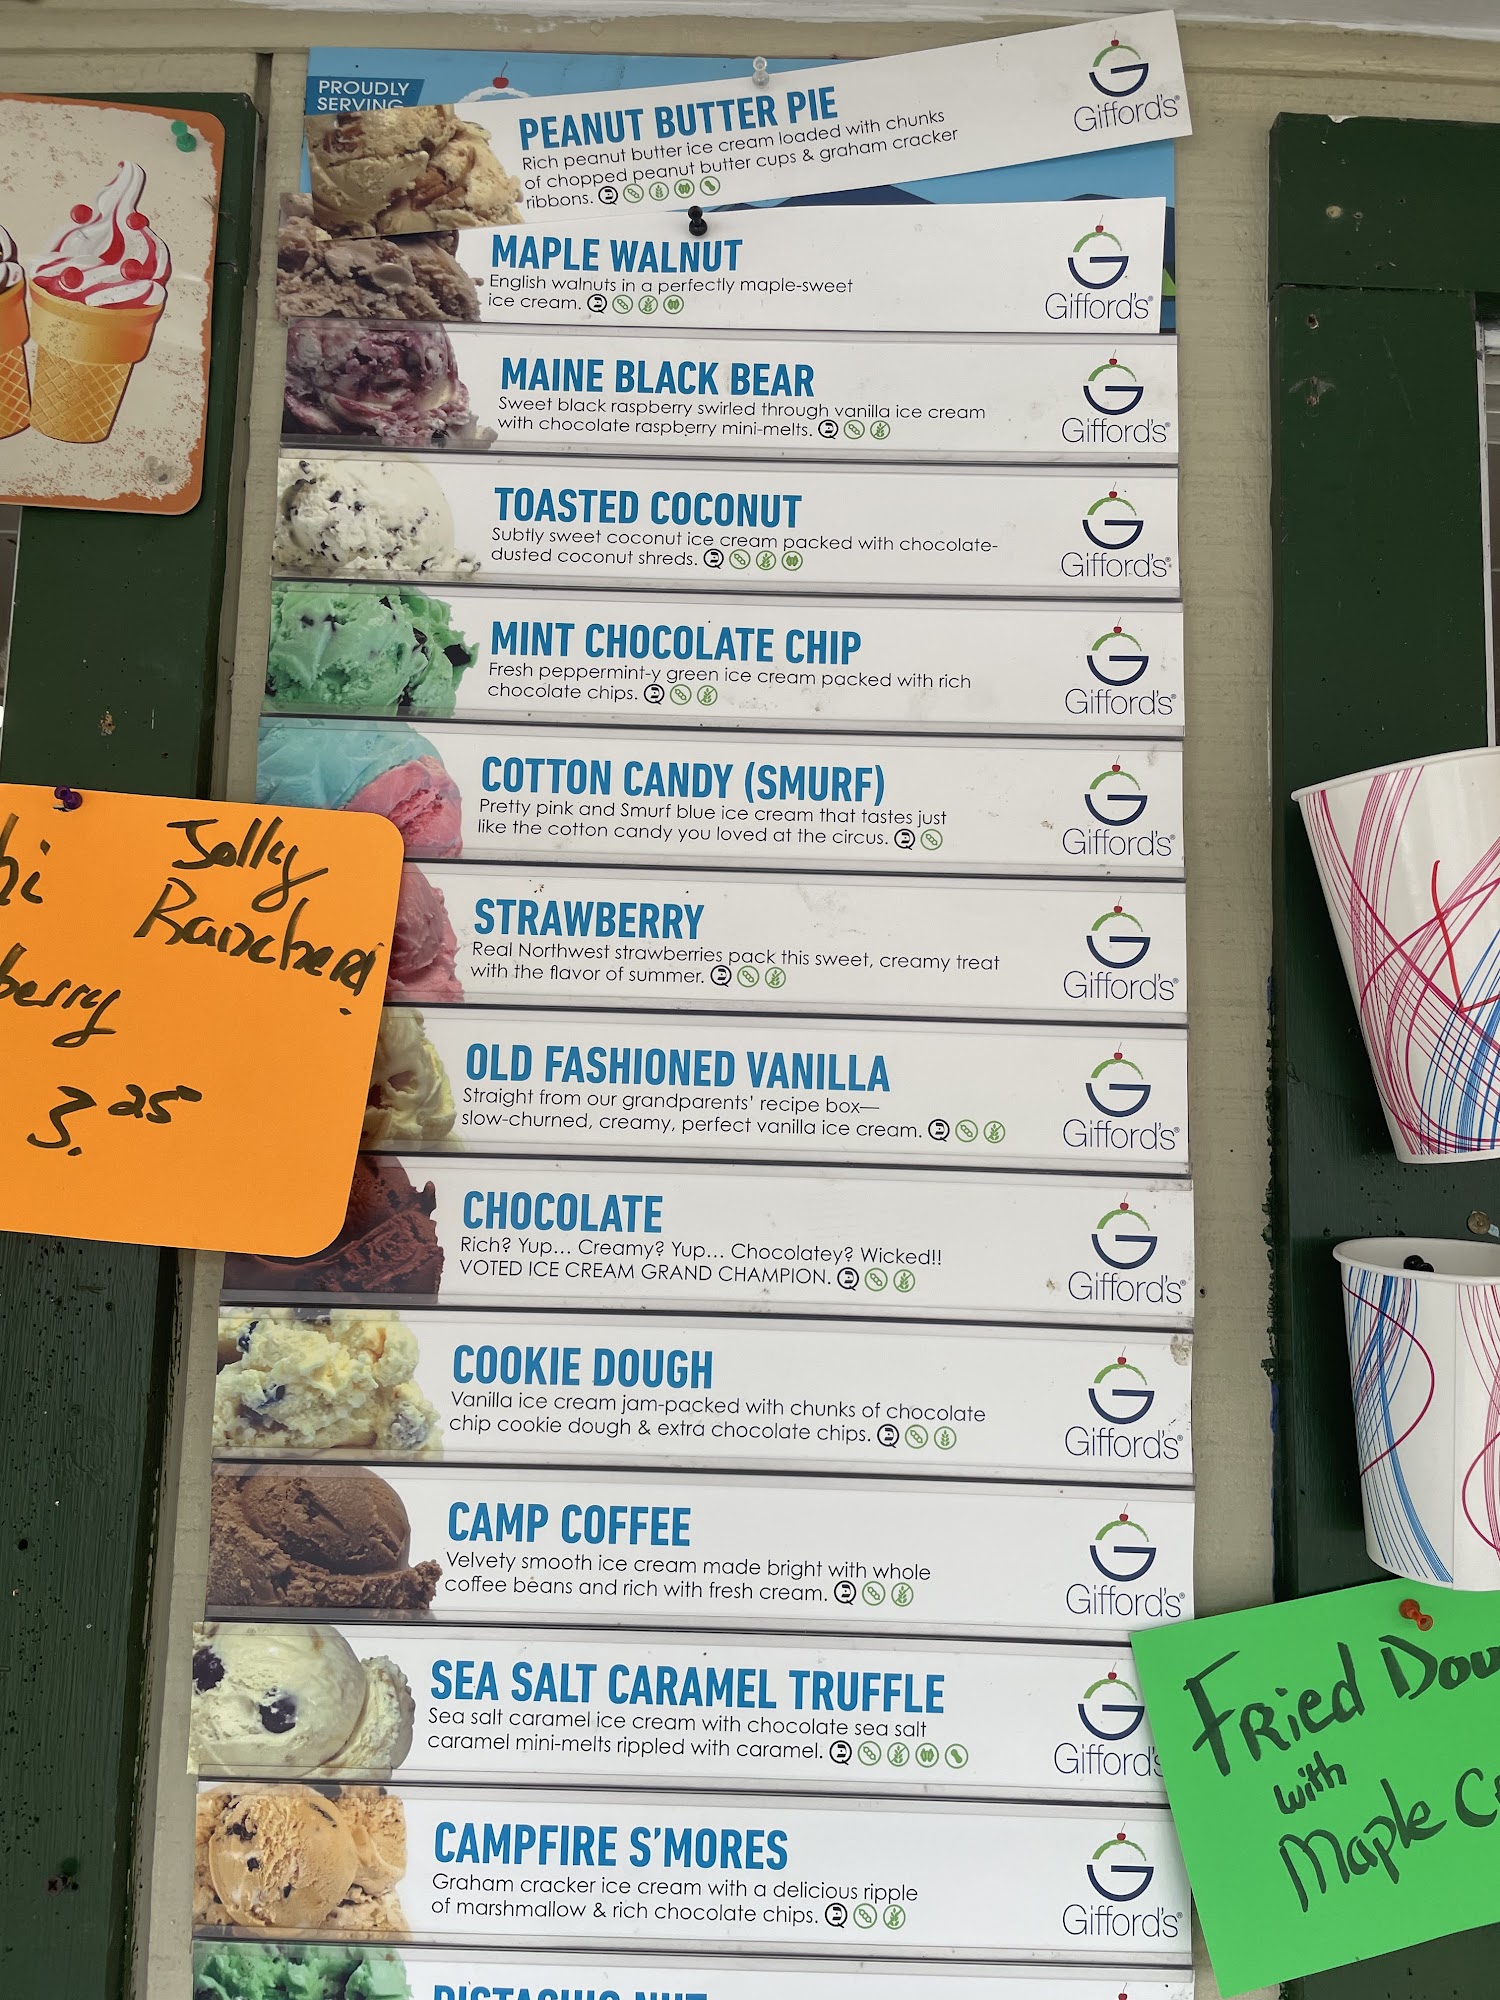 PROUDLY
SERVING
PEANUT BUTTER PIE
Rich peanut butter ice cream loaded with chunks
of chopped peanut butter cups & graham cracker
ribbons.
Gifford's
MAPLE WALNUT
English walnuts in a perfectly maple-sweet
ice cream.
Gifford's
MAINE BLACK BEAR
Sweet black raspberry swirled through vanilla ice cream
with chocolate raspberry mini-melts.
Gifford's
TOASTED COCONUT
Subtly sweet coconut ice cream packed with chocolate-
dusted coconut shreds.
Gifford's
MINT CHOCOLATE CHIP
Fresh peppermint-y green ice cream packed with rich
chocolate chips.
Gifford's
COTTON CANDY (SMURF)
Pretty pink and Smurf blue ice cream that tastes just
like the cotton candy you loved at the circus.
Gifford's
STRAWBERRY
Real Northwest strawberries pack this sweet, creamy treat
with the flavor of summer.
Gifford's
OLD FASHIONED VANILLA
Straight from our grandparents' recipe box—
slow-churned, creamy, perfect vanilla ice cream.
Gifford's
CHOCOLATE
Rich? Yup... Creamy? Yup... Chocolatey? Wicked!!
VOTED ICE CREAM GRAND CHAMPION.
Gifford's
COOKIE DOUGH
Vanilla ice cream jam-packed with chunks of chocolate
chip cookie dough & extra chocolate chips.
Gifford's
CAMP COFFEE
Velvety smooth ice cream made bright with whole
coffee beans and rich with fresh cream.
Gifford's
SEA SALT CARAMEL TRUFFLE
Sea salt caramel ice cream with chocolate sea salt
caramel mini-melts rippled with caramel.
Gifford's
CAMPFIRE S'MORES
Graham cracker ice cream with a delicious ripple
of marshmallow & rich chocolate chips.
Gifford's
PISTACHIO NUT
Jolly
berry
3.25
Fried
with
Maple